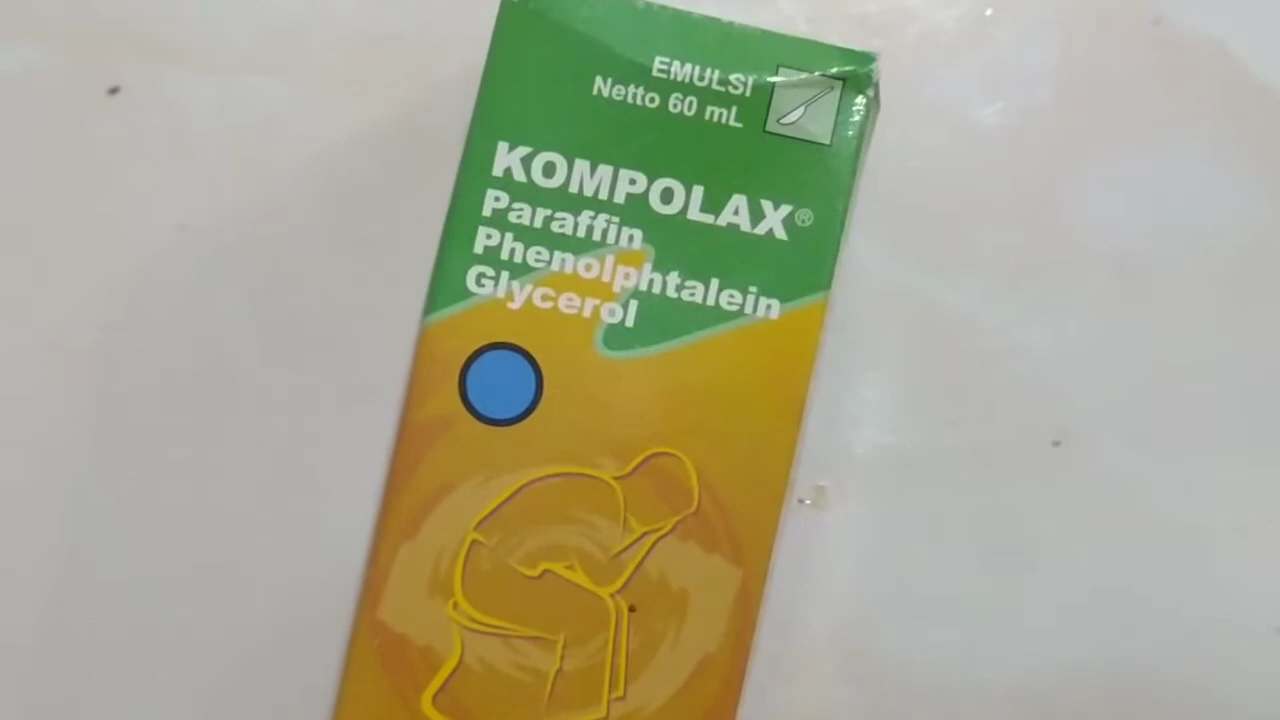 EMULSI
Netto 60 mL
KOMPOLAX®
Paraffin
Phenolphtalein
Glycerol